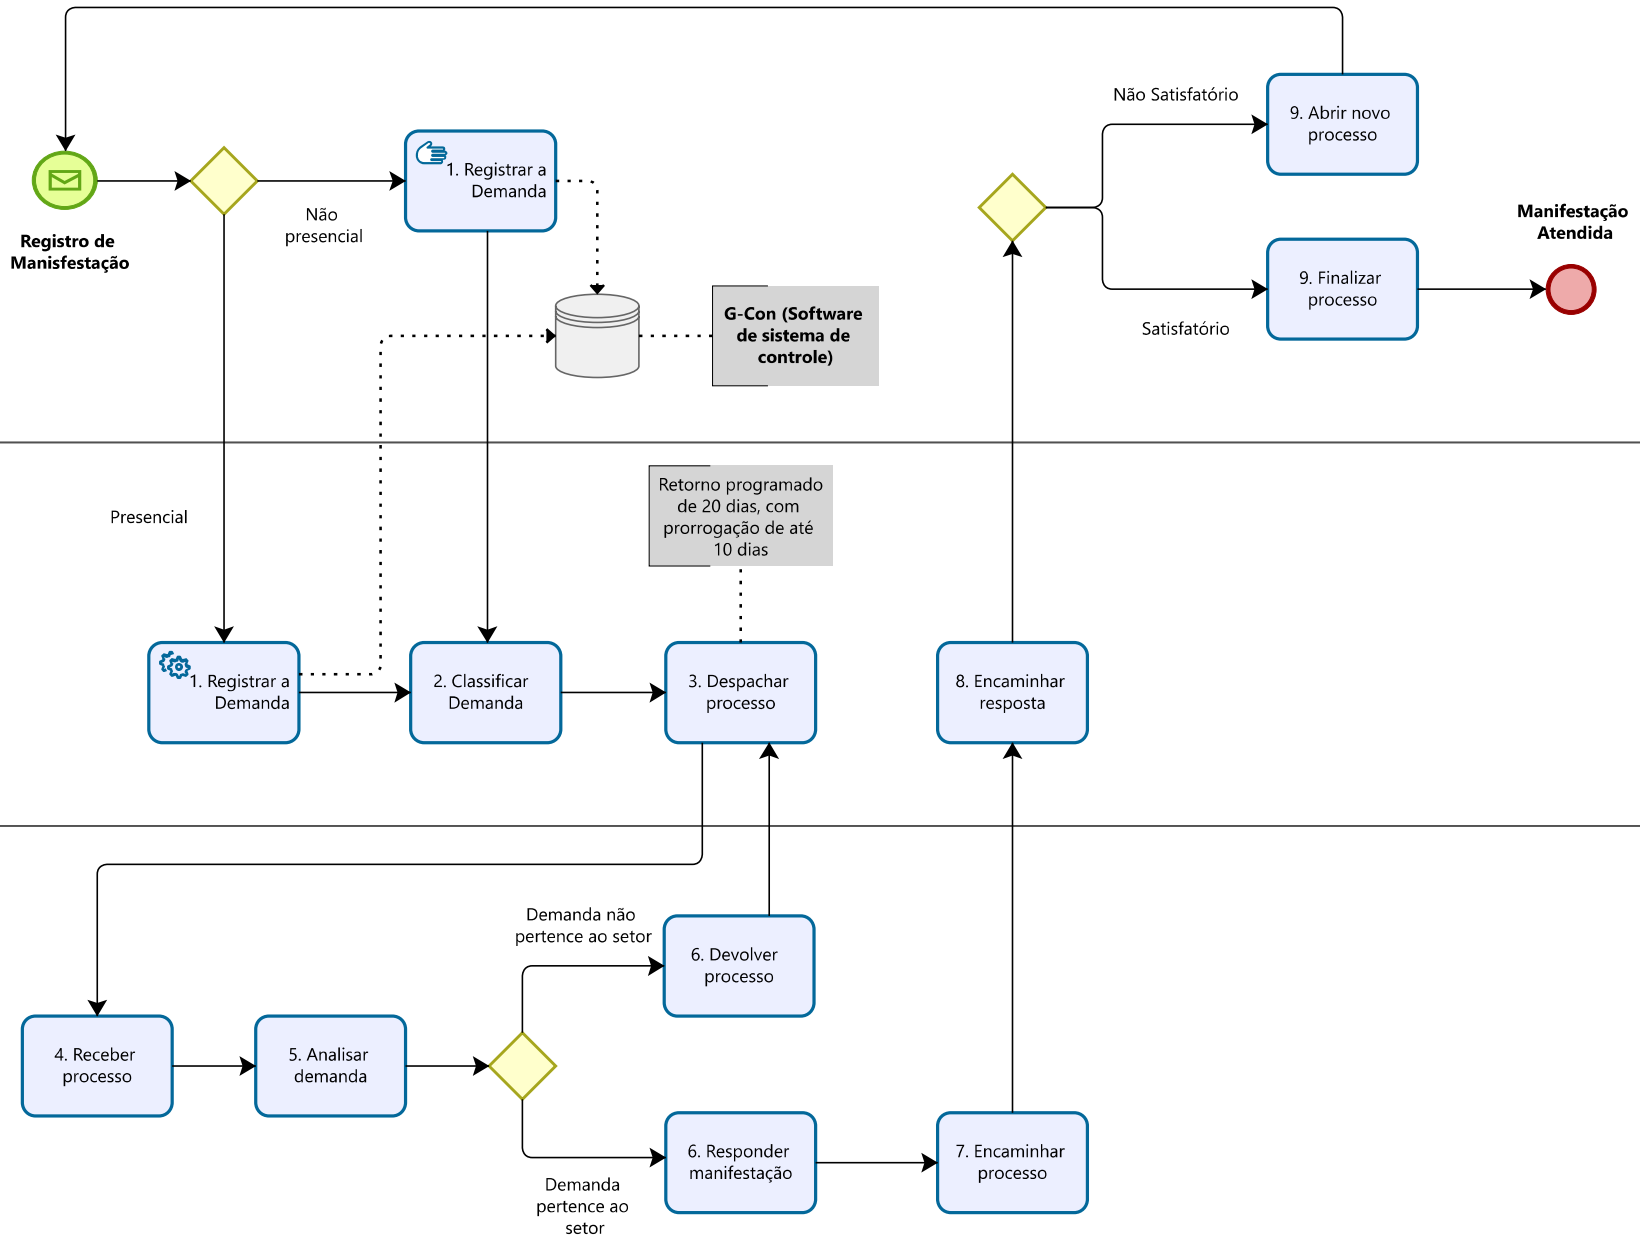 Não Satisfatório
9. Abrir novo
processo
1. Registrar a
Demanda
Não
presencial
Registro de
Manisfestação
Manifestação
Atendida
9. Finalizar
processo
Satisfatório
G-Con (Software
de sistema de
controle)
Presencial
Retorno programado
de 20 dias, com
prorrogação de até
10 dias
1. Registrar a
Demanda
2. Classificar
Demanda
3. Despachar
processo
8. Encaminhar
resposta
Demanda não
pertence ao setor
6. Devolver
processo
4. Receber
processo
5. Analisar
demanda
6. Responder
manifestação
7. Encaminhar
processo
Demanda
pertence ao
setor